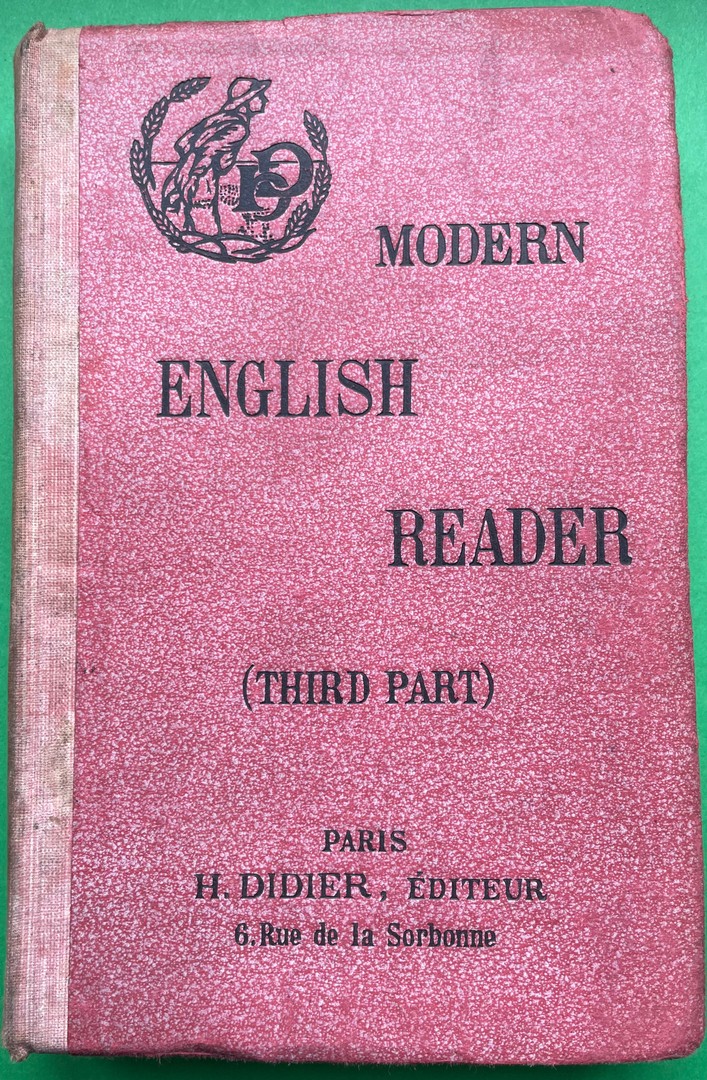 MODERN
ENGLISH
READER
(THIRD PART)
PARIS
H. DIDIER, ÉDITEUR
6. Rue de la Sorbonne